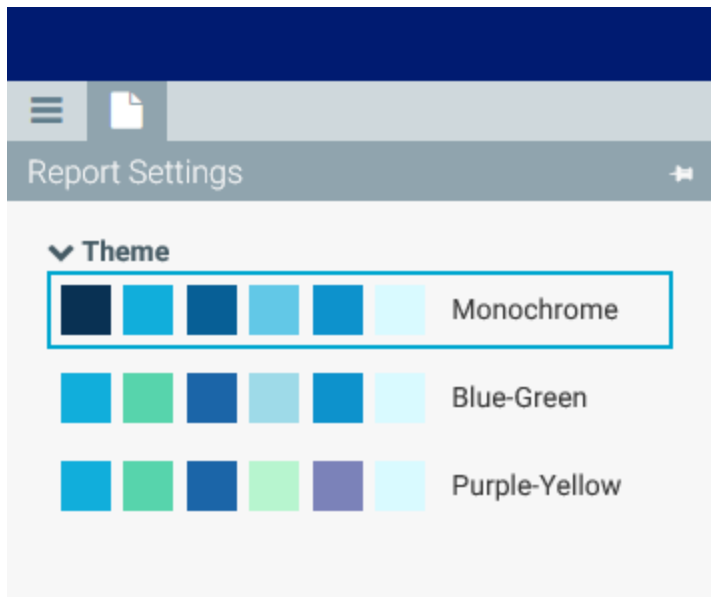 Report Settings
Theme
Monochrome
Blue-Green
Purple-Yellow